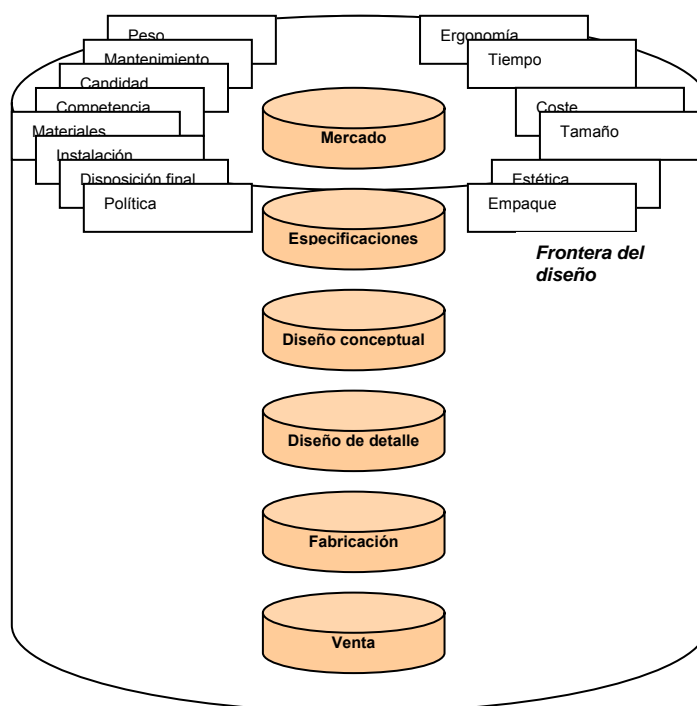 Peso
Mantenimiento
Candidad
Competencia
Materiales
Instalación
Disposición final
Política
Ergonomía
Tiempo
Coste
Tamaño
Estética
Empaque
Frontera del
diseño
Mercado
Especificaciones
Diseño conceptual
Diseño de detalle
Fabricación
Venta